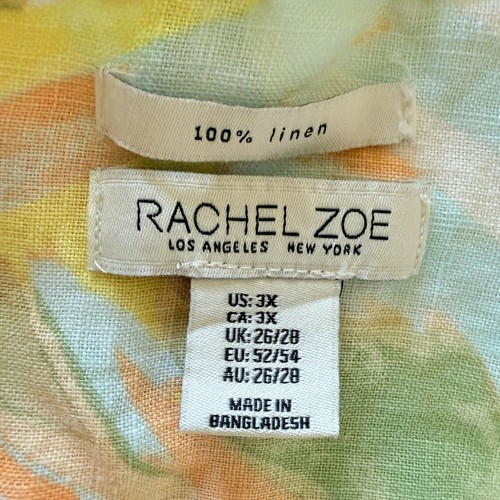 100% linen
RACHEL ZOE
LOS ANGELES NEW YORK
US: 3X
CA: 3X
UK: 26/28
EU: 52/54
AU: 26/28
MADE IN
BANGLADESH